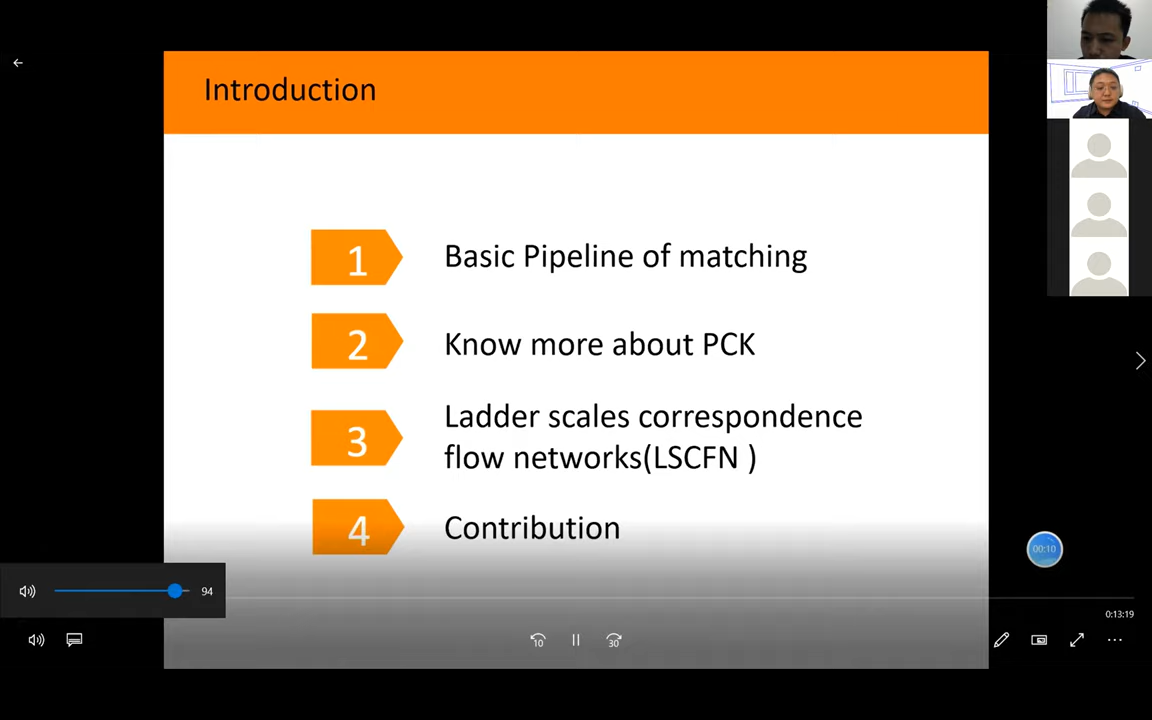 Introduction
1
Basic Pipeline of matching
2
Know more about PCK
3
Ladder scales correspondence
flow networks(LSCFN )
4
Contribution
00:10
94
0:13:19
10
30